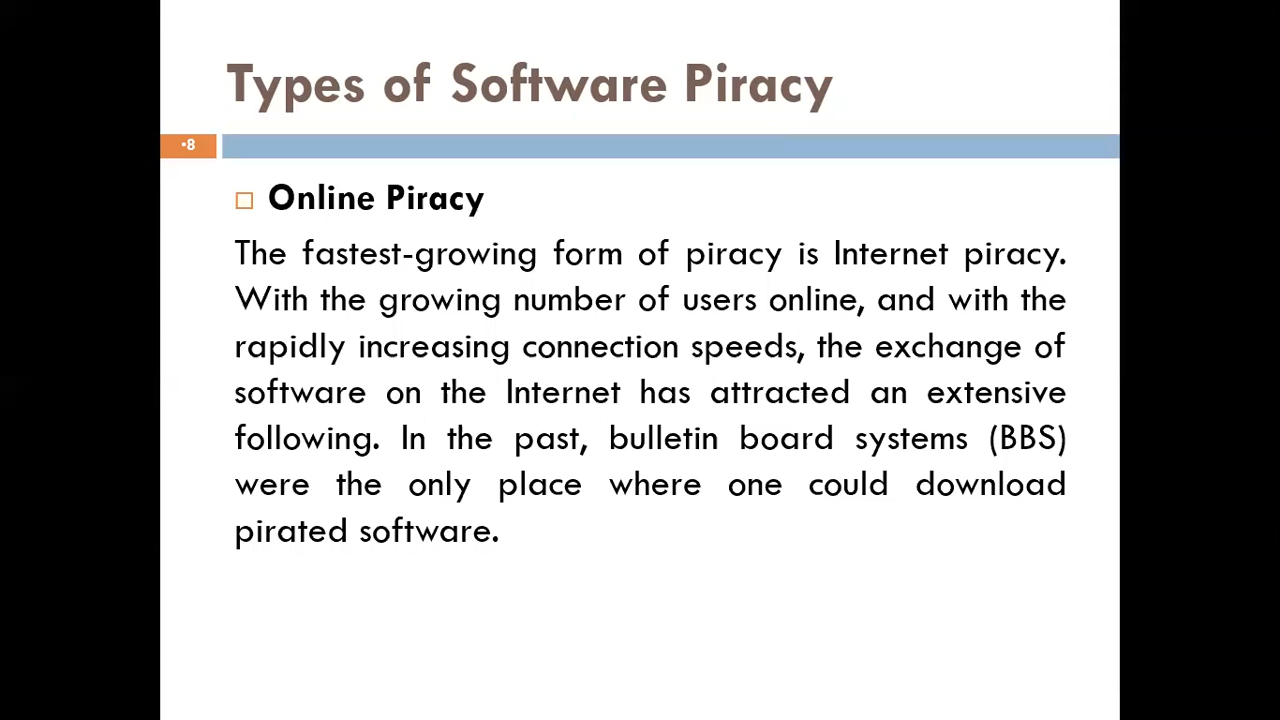 Types of Software Piracy
•8
Online Piracy
The fastest-growing form of piracy is Internet piracy.
With the growing number of users online, and with the
rapidly increasing connection speeds, the exchange of
software on the Internet has attracted an extensive
following. In the past, bulletin board systems (BBS)
were the only place where one could download
pirated software.